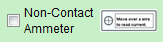 Non-Contact
Ammeter
Move over a wire
to read current